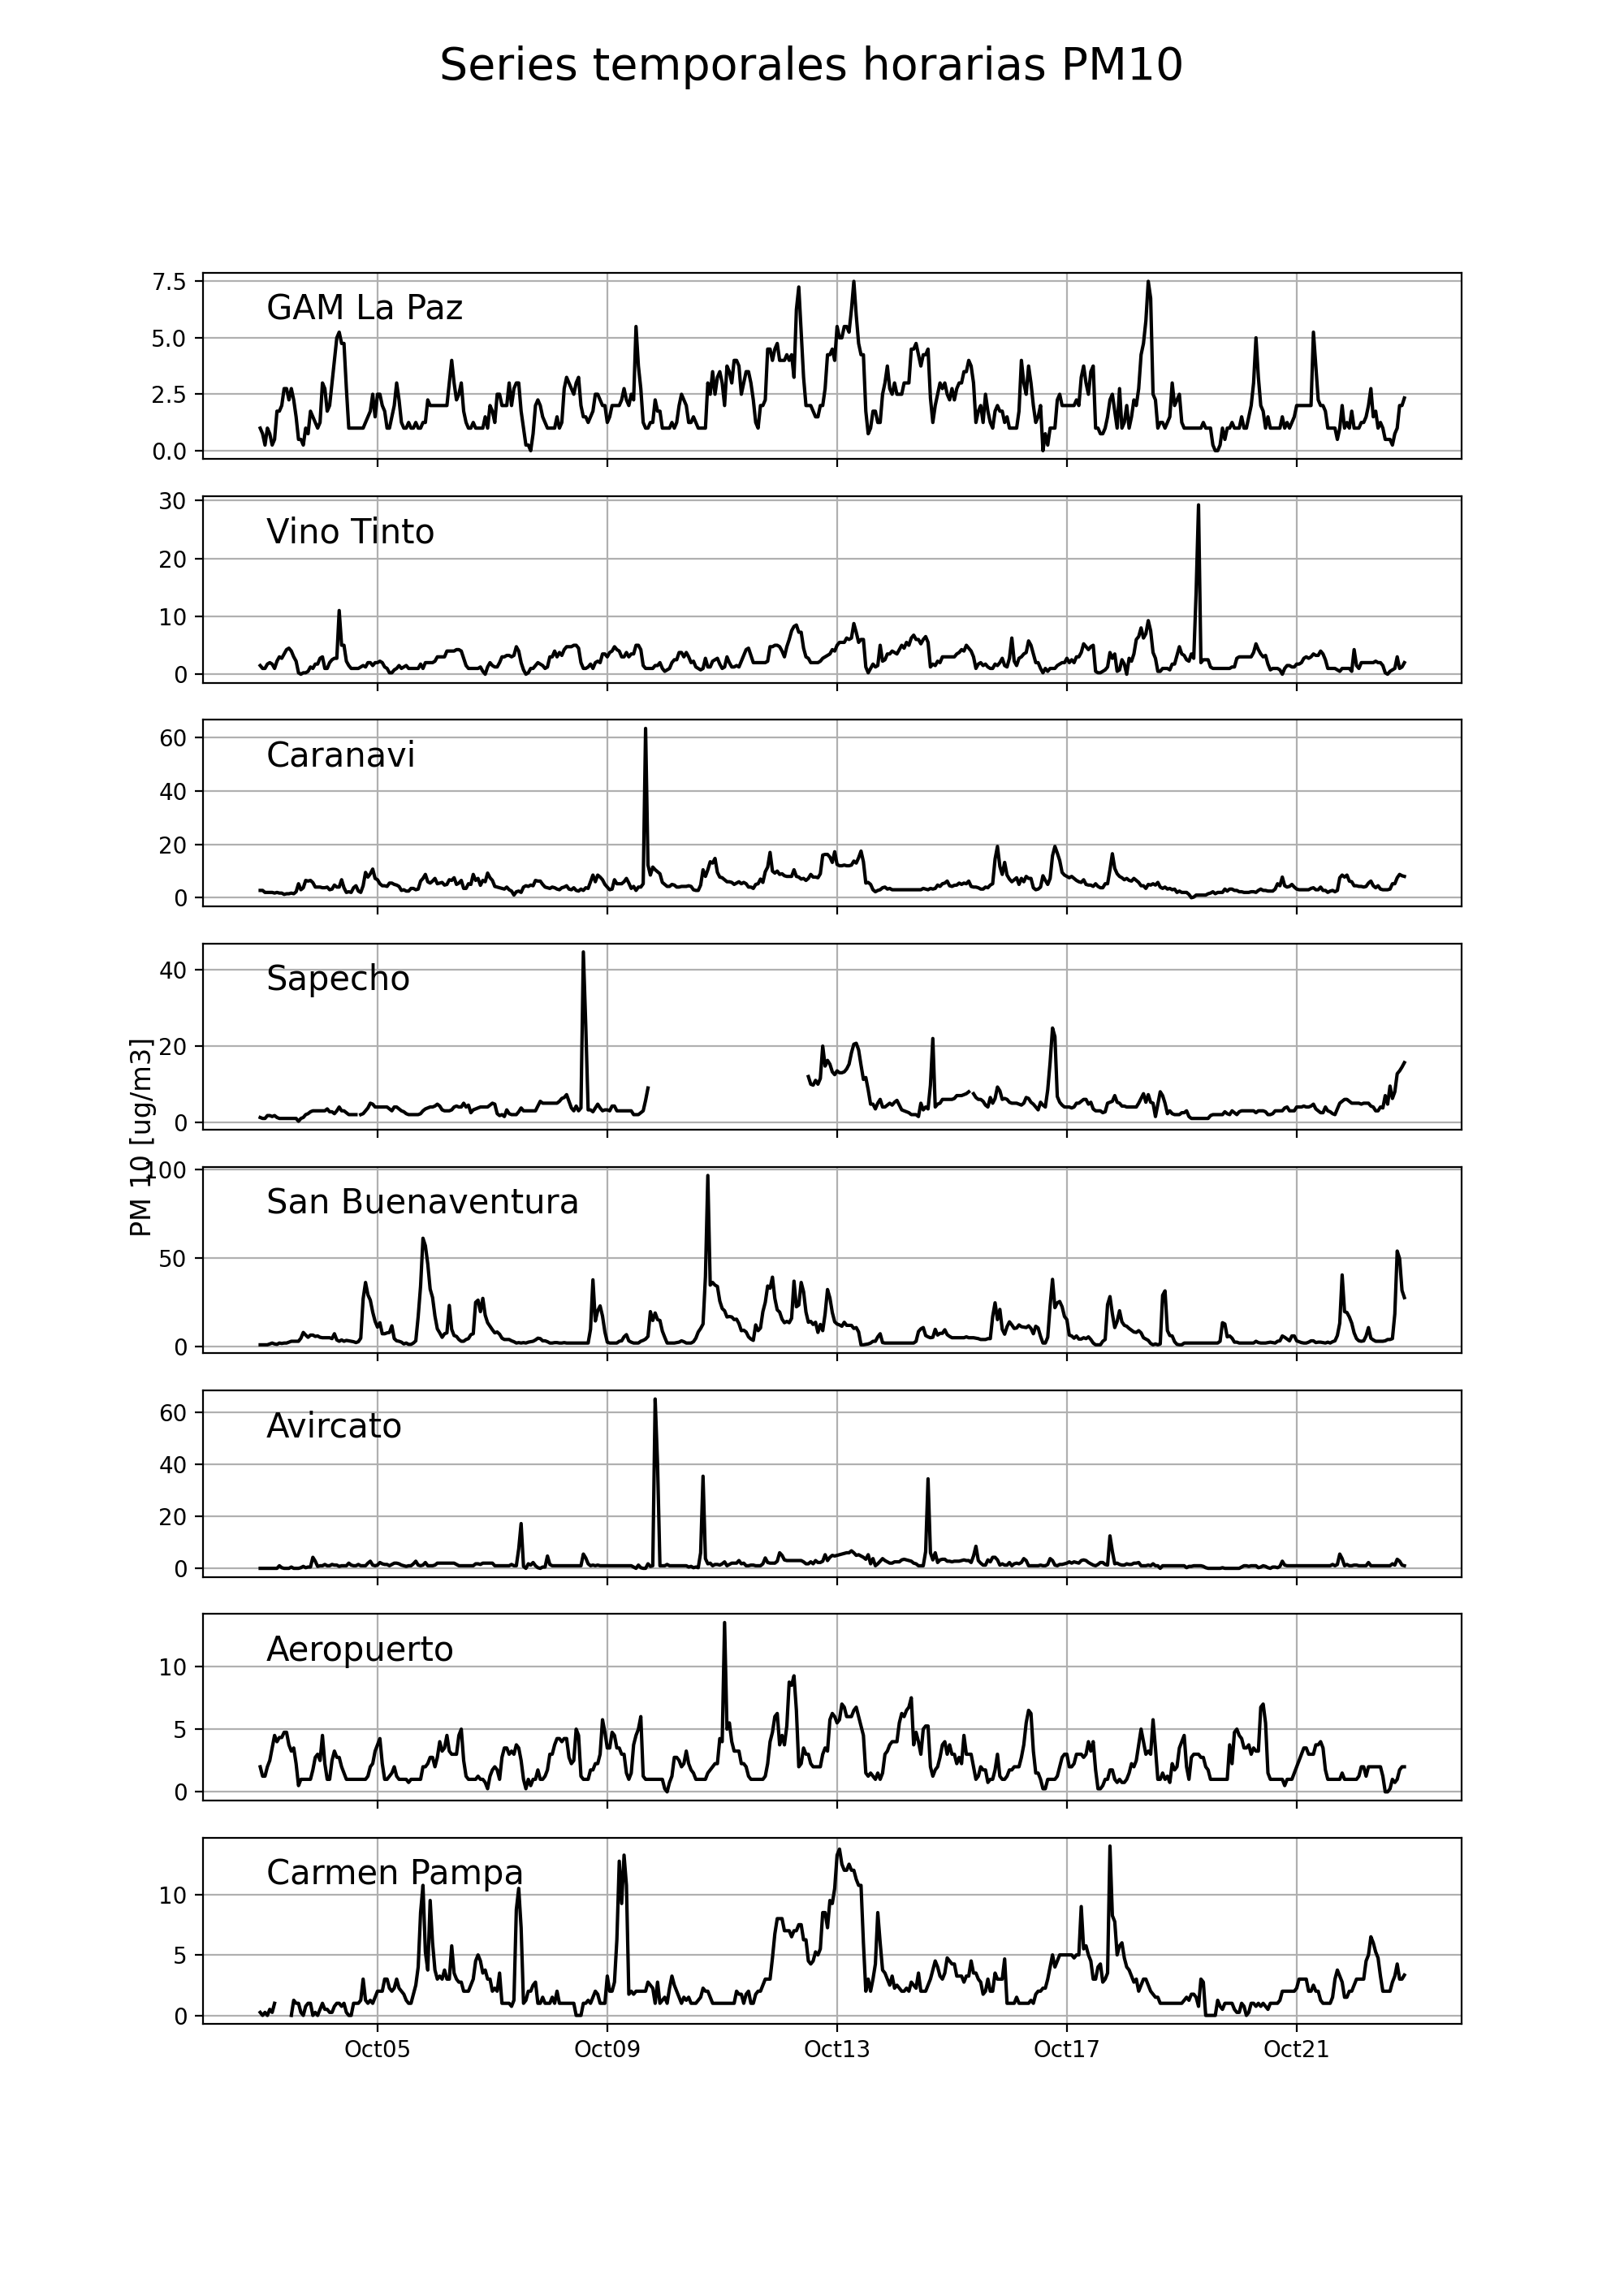 Series temporales horarias PM10
GAM La Paz
7.5
5.0
2.5
0.0
Vino Tinto
30
20
10
0
Caranavi
60
40
20
0
Sapecho
40
20
0
PM 10 [ug/m3]
San Buenaventura
100
50
0
Avircato
60
40
20
0
Aeropuerto
10
5
0
Carmen Pampa
10
5
0
Oct05 Oct09 Oct13 Oct17 Oct21